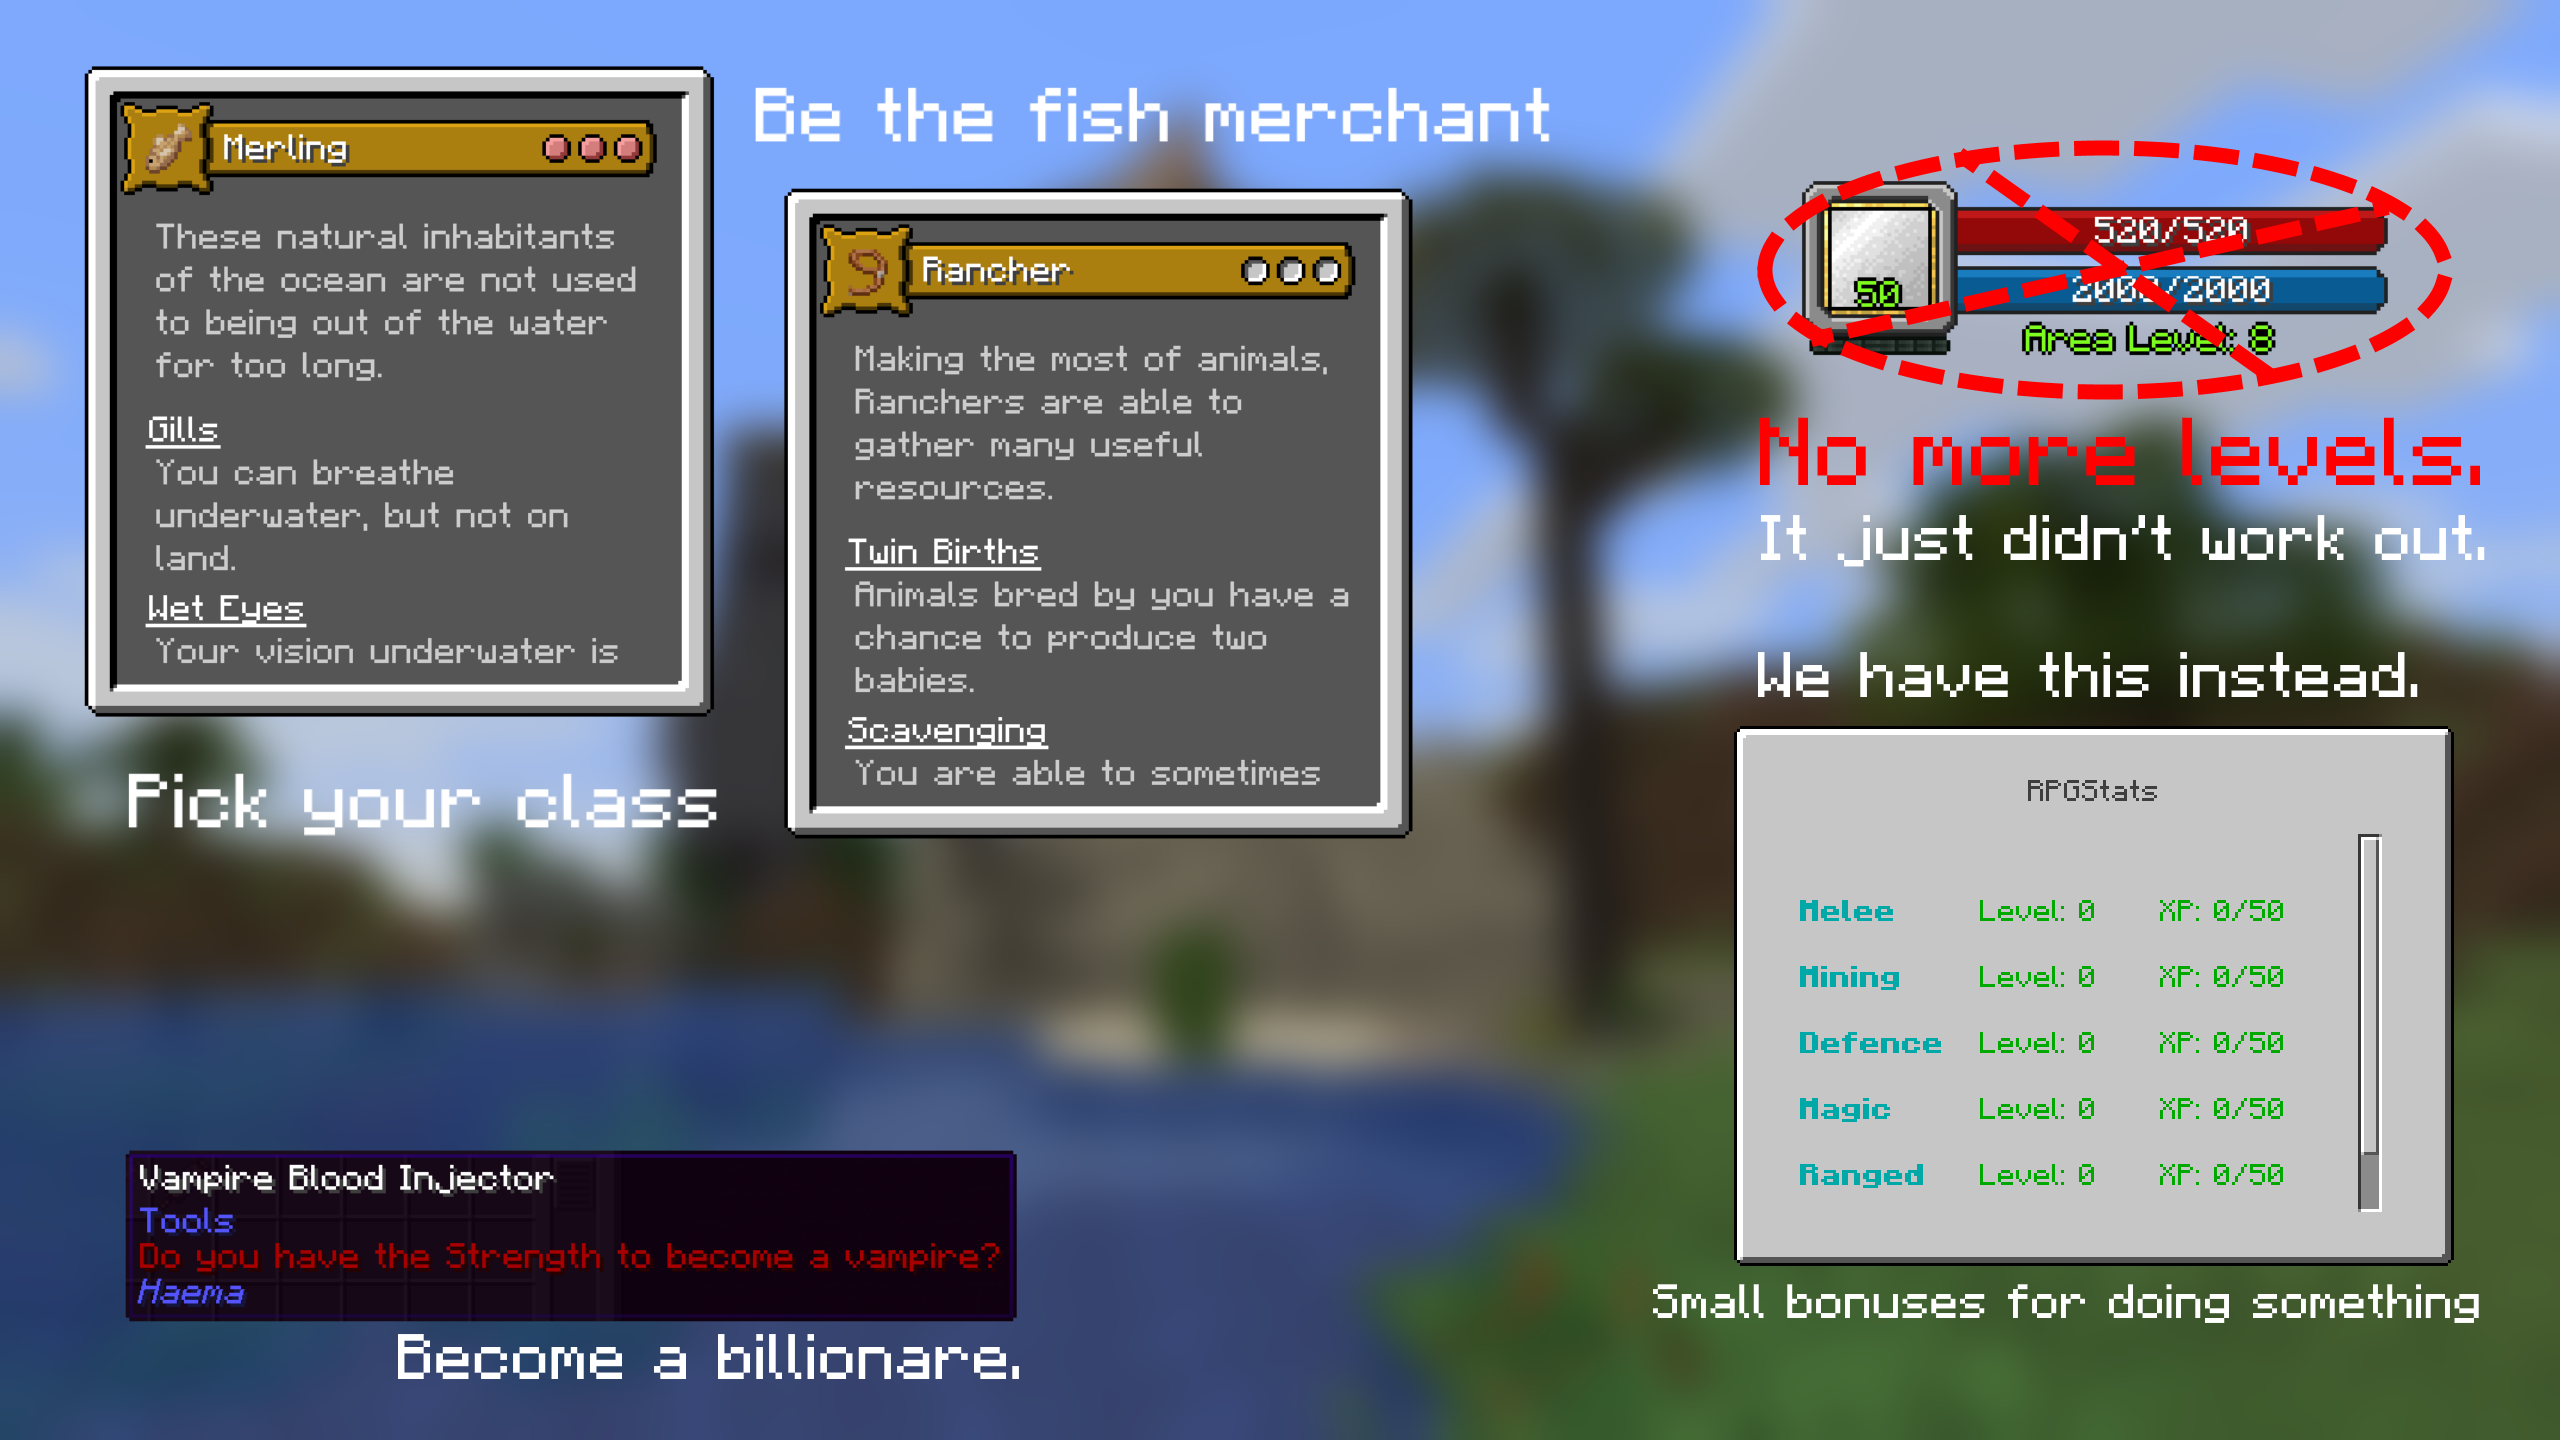 Merling
These natural inhabitants
of the ocean are not used
to being out of the water
for too long.
Gills
You can breathe
underwater, but not on
land.
Wet Eyes
Your vision underwater is
Pick your class
Be the fish merchant
Rancher
Making the most of animals,
Ranchers are able to
gather many useful
resources.
Twin Births
Animals bred by you have a
chance to produce two
babies.
Scavenging
You are able to sometimes
50
520/520
2000/2000
Area Level: 8
No more levels.
It just didn't work out.
We have this instead.
RPGStats
Melee Level: 0 XP: 0/50
Mining Level: 0 XP: 0/50
Defence Level: 0 XP: 0/50
Magic Level: 0 XP: 0/50
Ranged Level: 0 XP: 0/50
Small bonuses for doing something
Vampire Blood Injector
Tools
Do you have the Strength to become a vampire?
Haema
Become a billionare.